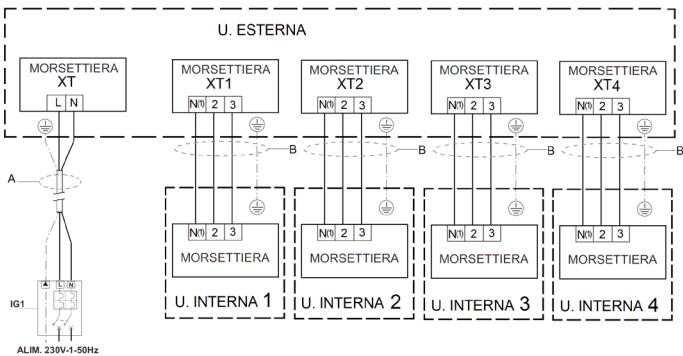 U. ESTERNA
MORSETTIERA
XT
L N
MORSETTIERA
XT1
N(1) 2 3
MORSETTIERA
XT2
N(1) 2 3
MORSETTIERA
XT3
N(1) 2 3
MORSETTIERA
XT4
N(1) 2 3
A
B
B
B
B
N(1) 2 3
MORSETTIERA
U. INTERNA 1
N(1) 2 3
MORSETTIERA
U. INTERNA 2
N(1) 2 3
MORSETTIERA
U. INTERNA 3
N(1) 2 3
MORSETTIERA
U. INTERNA 4
L N
IG1
ALIM. 230V-1-50Hz